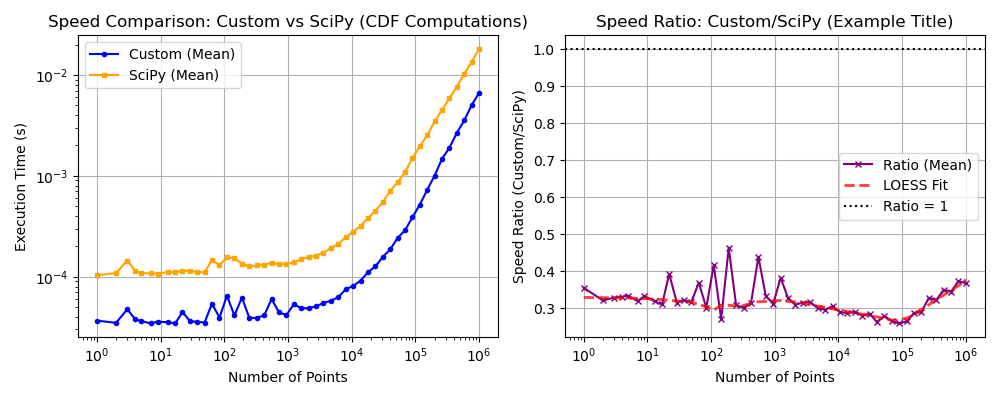 Speed Comparison: Custom vs SciPy (CDF Computations)
Custom (Mean)
SciPy (Mean)
10⁻²
10⁻³
10⁻⁴
Execution Time (s)
10⁰ 10¹ 10² 10³ 10⁴ 10⁵ 10⁶
Number of Points
Speed Ratio: Custom/SciPy (Example Title)
1.0
0.9
0.8
0.7
0.6
0.5
0.4
0.3
Speed Ratio (Custom/SciPy)
Ratio (Mean)
LOESS Fit
Ratio = 1
10⁰ 10¹ 10² 10³ 10⁴ 10⁵ 10⁶
Number of Points